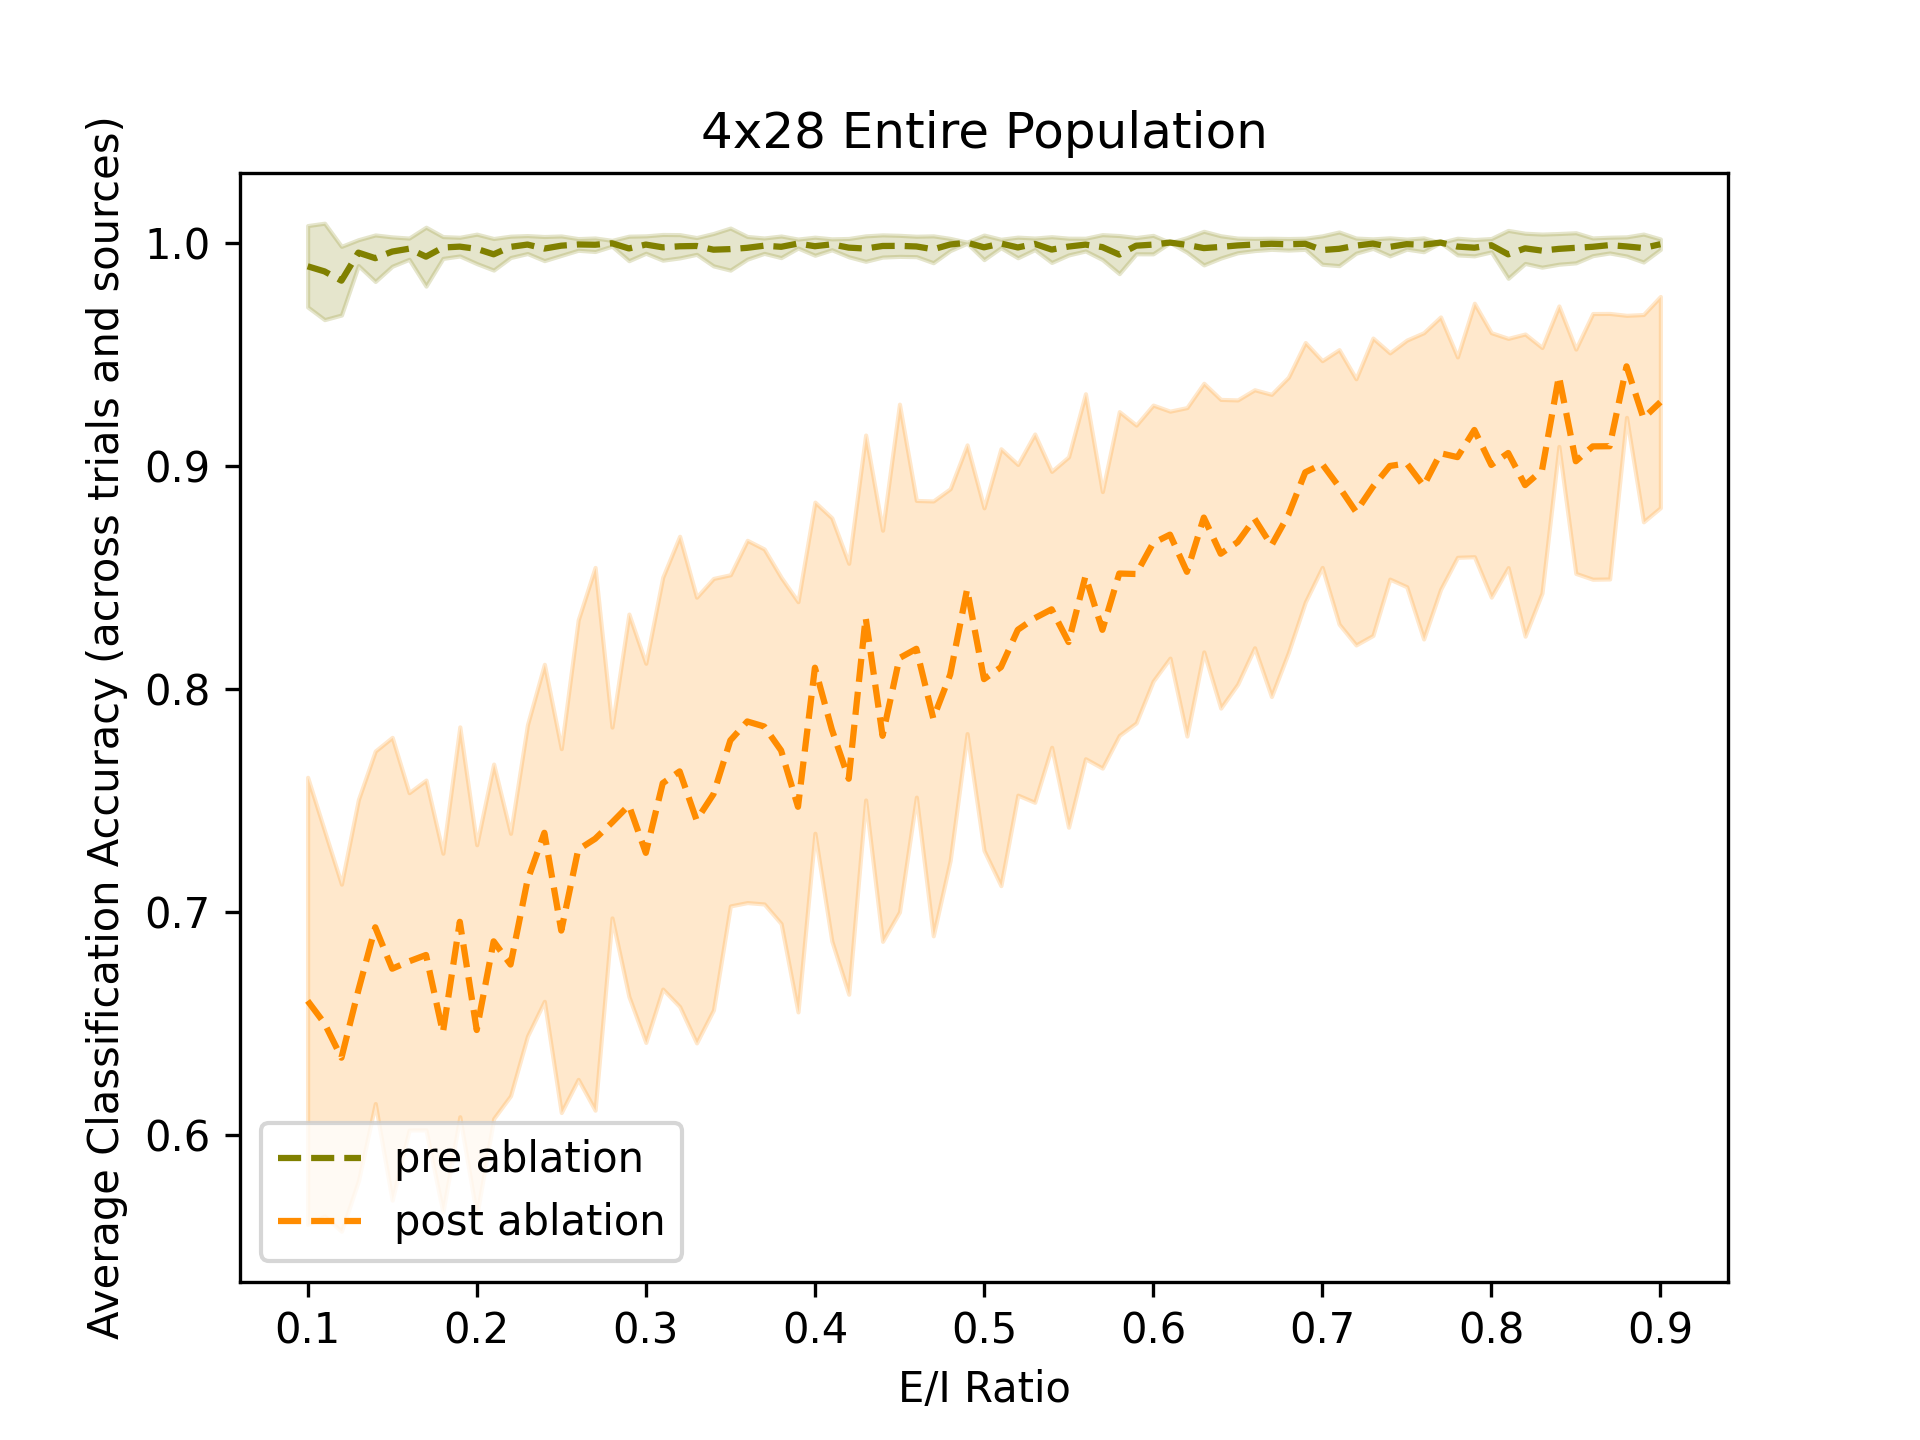 4x28 Entire Population
Average Classification Accuracy (across trials and sources)
1.0
0.9
0.8
0.7
0.6
pre ablation
post ablation
0.1 0.2 0.3 0.4 0.5 0.6 0.7 0.8 0.9
E/I Ratio